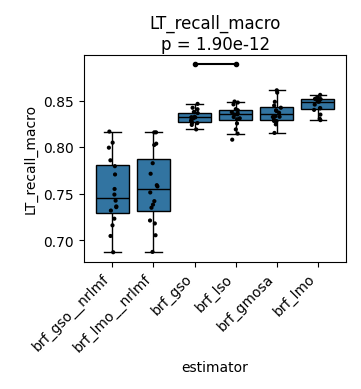 LT_recall_macro
p = 1.90e-12
LT_recall_macro
0.85
0.80
0.75
0.70
brf_gso__nrlmf
brf_lmo__nrlmf
brf_gso
brf_lso
brf_gmosa
brf_lmo
estimator